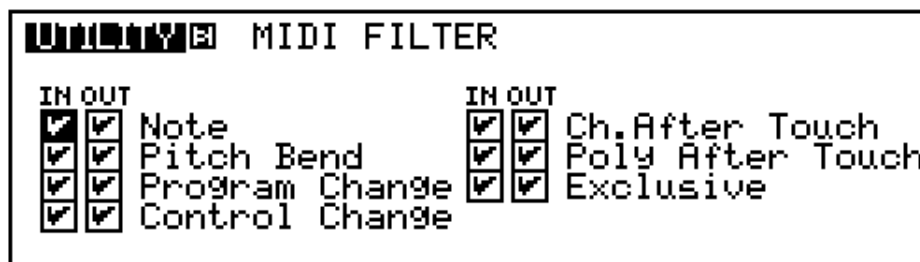 UTILITY B MIDI FILTER
IN OUT IN OUT
Note Ch.After Touch
Pitch Bend Poly After Touch
Program Change Exclusive
Control Change